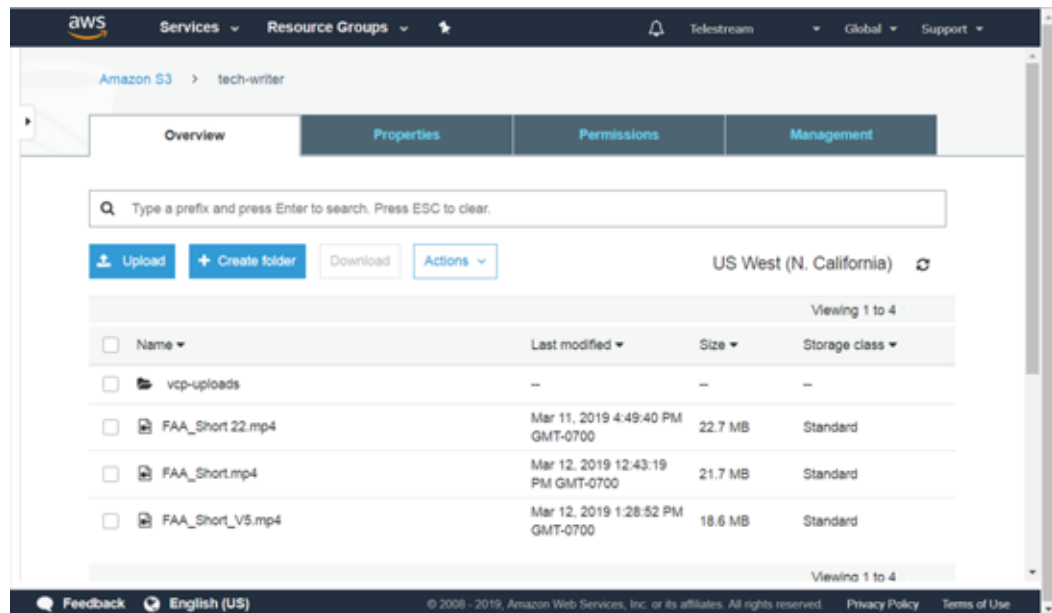 aws Services Resource Groups Telestream Global Support
Amazon S3 > tech-writer
Overview Properties Permissions Management
Type a prefix and press Enter to search. Press ESC to clear.
Upload + Create folder Download Actions US West (N. California)
Viewing 1 to 4
Name Last modified Size Storage class
vcp-uploads -- -- --
FAA_Short 22.mp4 Mar 11, 2019 4:49:40 PM GMT-0700 22.7 MB Standard
FAA_Short.mp4 Mar 12, 2019 12:43:19 PM GMT-0700 21.7 MB Standard
FAA_Short_V5.mp4 Mar 12, 2019 1:28:52 PM GMT-0700 18.6 MB Standard
Viewing 1 to 4
Feedback English (US) © 2008 - 2019, Amazon Web Services, Inc. or its affiliates. All rights reserved. Privacy Policy Terms of Use